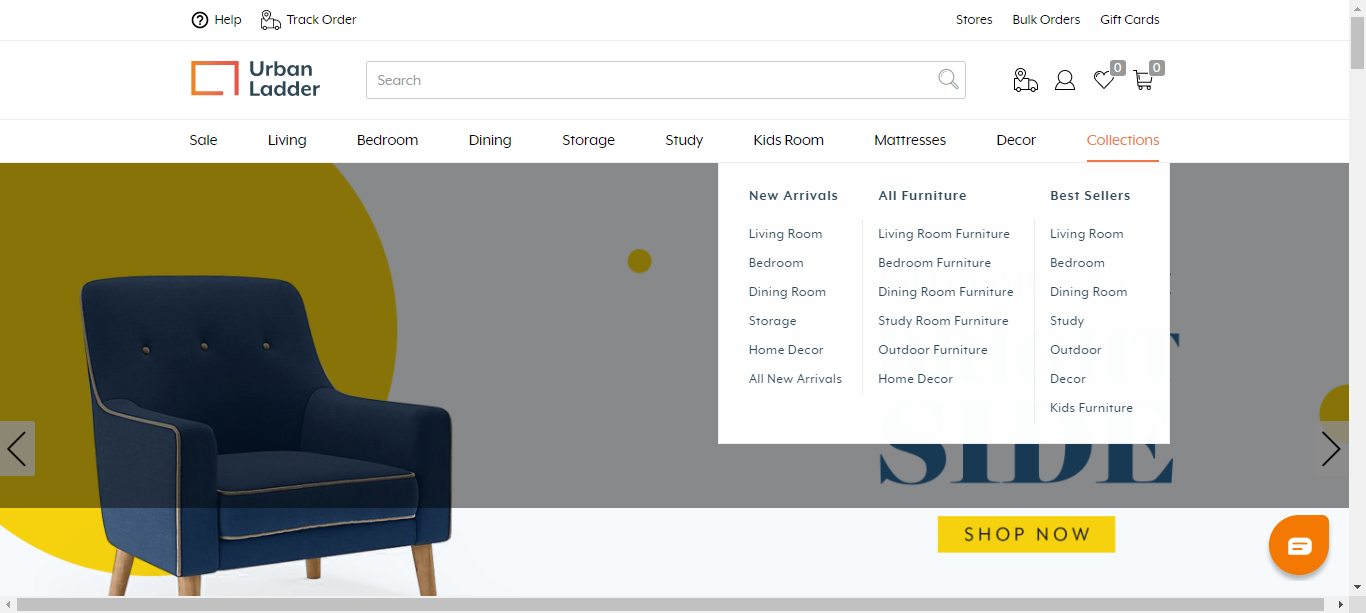 Help Track Order Stores Bulk Orders Gift Cards
Urban
Ladder
Search
0 0
Sale Living Bedroom Dining Storage Study Kids Room Mattresses Decor Collections
New Arrivals
Living Room
Bedroom
Dining Room
Storage
Home Decor
All New Arrivals
All Furniture
Living Room Furniture
Bedroom Furniture
Dining Room Furniture
Study Room Furniture
Outdoor Furniture
Home Decor
Best Sellers
Living Room
Bedroom
Dining Room
Study
Outdoor
Decor
Kids Furniture
SIDE
SHOP NOW